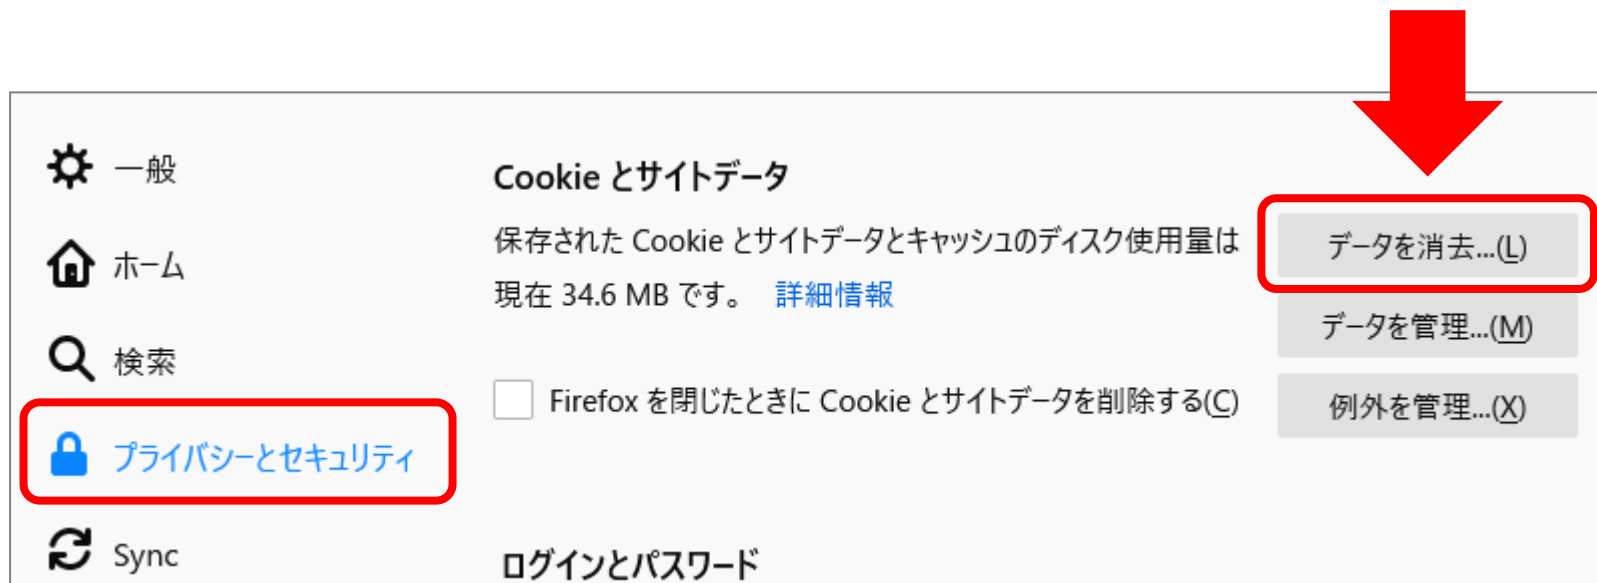 一般
ホーム
検索
プライバシーとセキュリティ
Sync
Cookie とサイトデータ
保存された Cookie とサイトデータとキャッシュのディスク使用量は
現在 34.6 MB です。 詳細情報
Firefox を閉じたときに Cookie とサイトデータを削除する(C)
データを消去...(L)
データを管理...(M)
例外を管理...(X)
ログインとパスワード